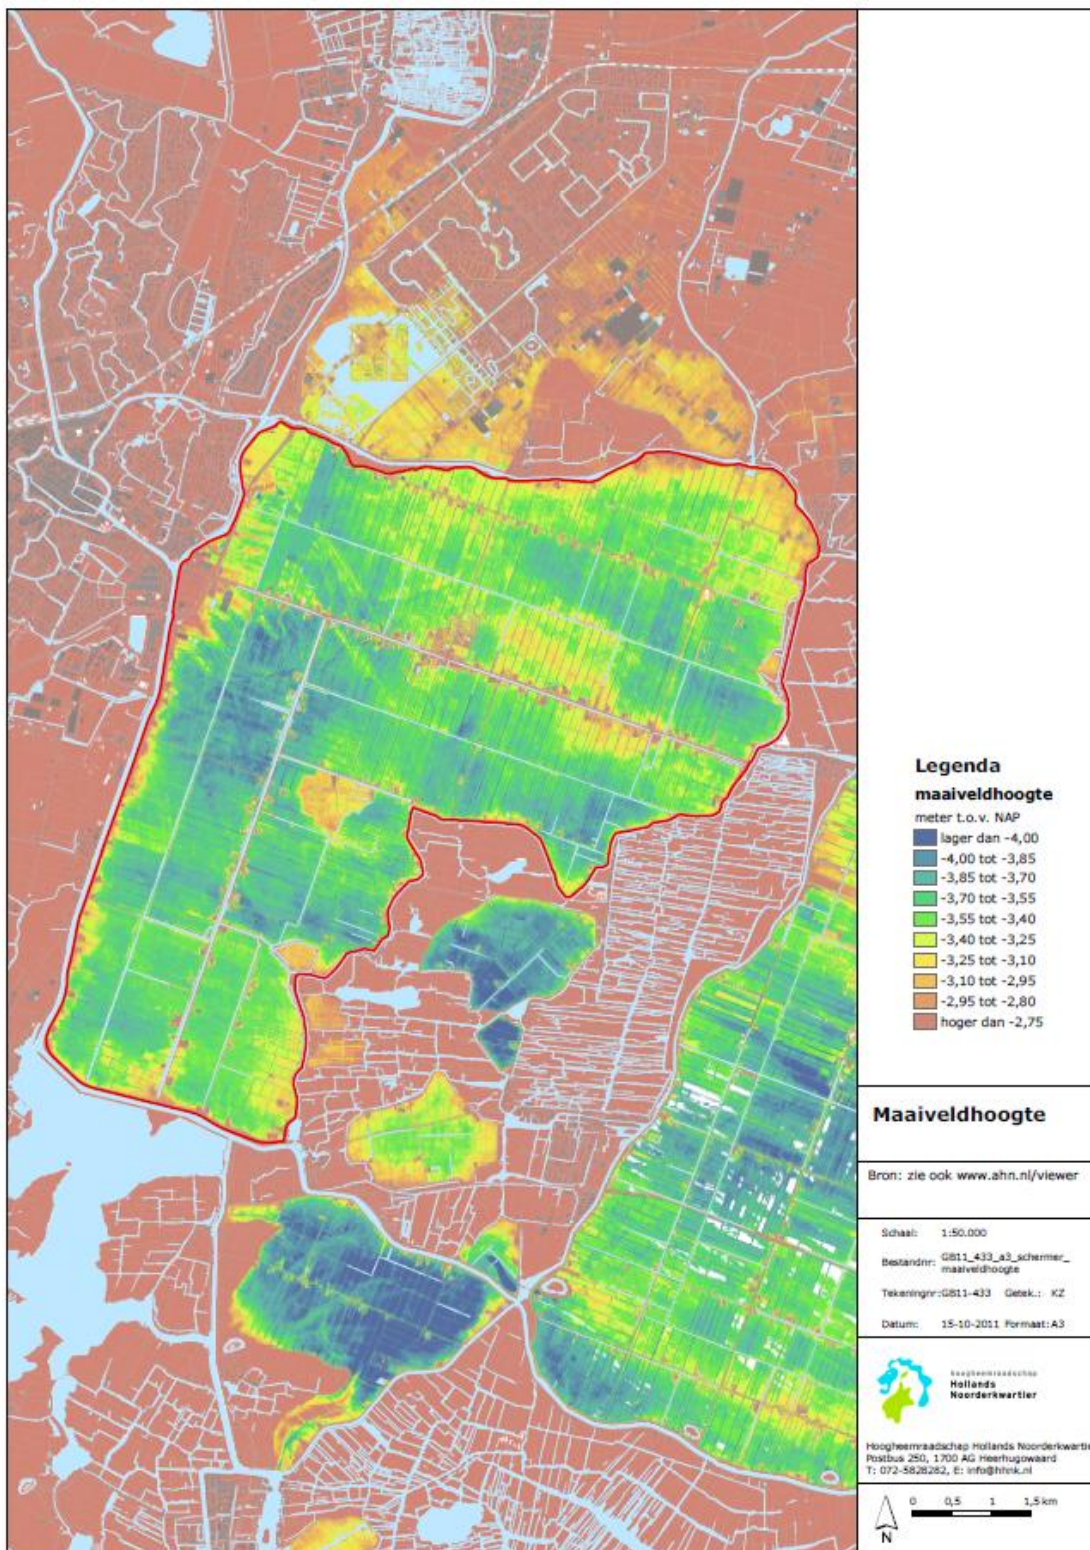 Legenda
maaiveldhoogte
meter t.o.v. NAP
lager dan -4,00
-4,00 tot -3,85
-3,85 tot -3,70
-3,70 tot -3,55
-3,55 tot -3,40
-3,40 tot -3,25
-3,25 tot -3,10
-3,10 tot -2,95
-2,95 tot -2,80
hoger dan -2,75
Maaiveldhoogte
Bron: zie ook www.ahn.nl/viewer
Schaal: 1:50.000
Bestandnr: GB11_433_a3_schermer_
maaiveldhoogte
Tekeningnr: GB11-433 Getek.: KZ
Datum: 15-10-2011 Formaat: A3
hoogheemraadschap
Hollands
Noorderkwartier
Hoogheemraadschap Hollands Noorderkwartie
Postbus 250, 1700 AG Heerhugowaard
T: 072-5828282, E: info@hhnk.nl
0 0,5 1 1,5 km
N